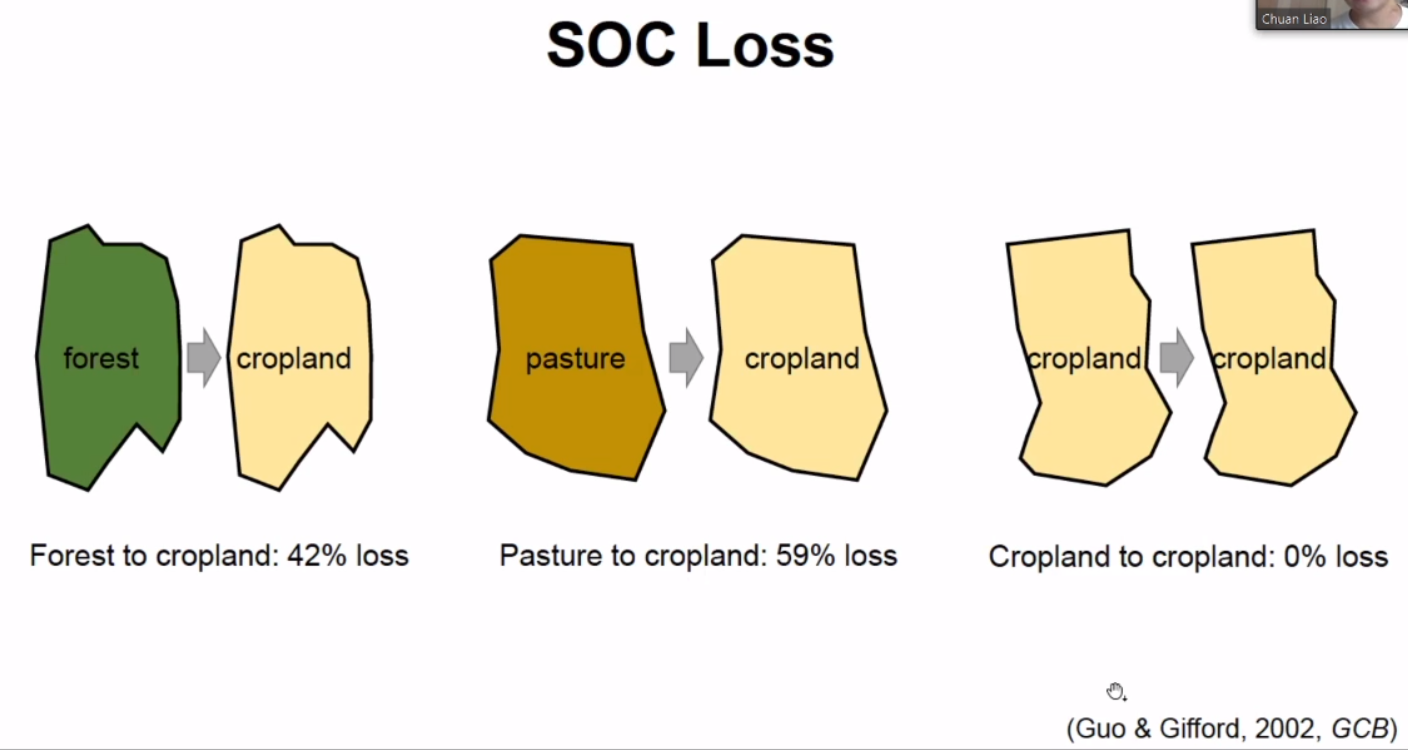 Chuan Liao
SOC Loss
forest
cropland
pasture
cropland
cropland
cropland
Forest to cropland: 42% loss
Pasture to cropland: 59% loss
Cropland to cropland: 0% loss
(Guo & Gifford, 2002, GCB)